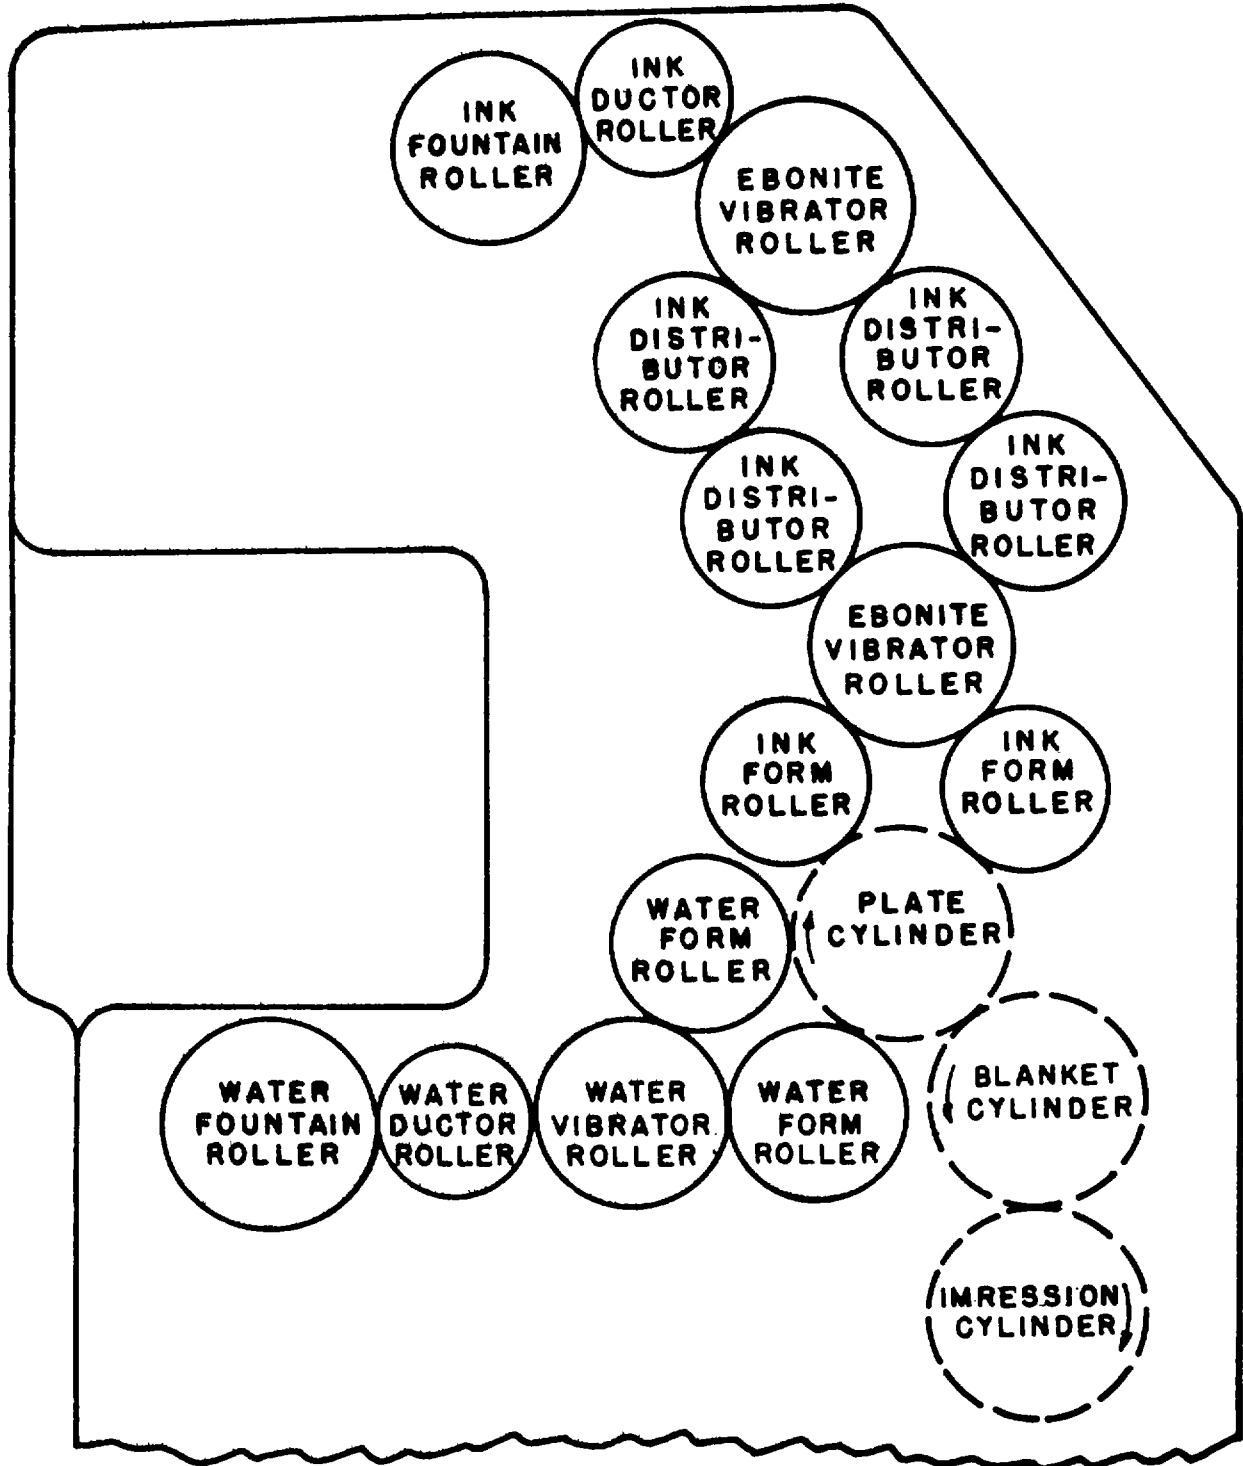 INK
DUCTOR
ROLLER
INK
FOUNTAIN
ROLLER
EBONITE
VIBRATOR
ROLLER
INK
DISTRI-
BUTOR
ROLLER
INK
DISTRI-
BUTOR
ROLLER
INK
DISTRI-
BUTOR
ROLLER
INK
DISTRI-
BUTOR
ROLLER
EBONITE
VIBRATOR
ROLLER
INK
FORM
ROLLER
INK
FORM
ROLLER
WATER
FORM
ROLLER
PLATE
CYLINDER
WATER
FOUNTAIN
ROLLER
WATER
DUCTOR
ROLLER
WATER
VIBRATOR
ROLLER
WATER
FORM
ROLLER
BLANKET
CYLINDER
IMRESSION
CYLINDER